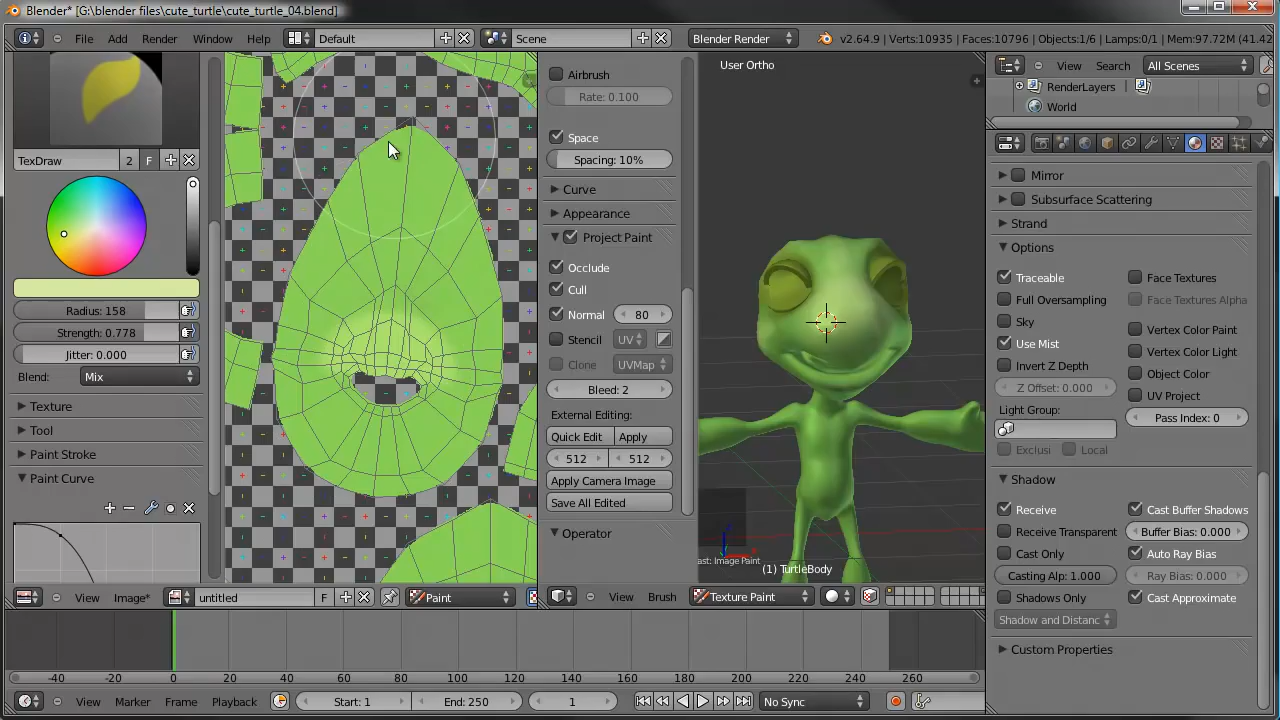 Blender* [G:\blender files\cute_turtle\cute_turtle_04.blend]
File Add Render Window Help Default Scene Blender Render v2.64.9 | Verts:10935 | Faces:10796 | Objects:1/6 | Lamps:0/1 | Mem:97.72M (41.42
TexDraw 2 F
Radius: 158
Strength: 0.778
Jitter: 0.000
Blend: Mix
Texture
Tool
Paint Stroke
Paint Curve
View Image* untitled F Paint
Airbrush
Rate: 0.100
Space
Spacing: 10%
Curve
Appearance
Project Paint
Occlude
Cull
Normal 80
Stencil UV
Clone UVMap
Bleed: 2
External Editing:
Quick Edit Apply
512 512
Apply Camera Image
Save All Edited
Operator
User Ortho
ast: Image Paint
(1) TurtleBody
View Brush Texture Paint
View Search All Scenes
RenderLayers
World
Mirror
Subsurface Scattering
Strand
Options
Traceable Face Textures
Full Oversampling Face Textures Alpha
Sky Vertex Color Paint
Use Mist Vertex Color Light
Invert Z Depth Object Color
Z Offset: 0.000 UV Project
Light Group: Pass Index: 0
Exclusi Local
Shadow
Receive Cast Buffer Shadows
Receive Transparent Buffer Bias: 0.000
Cast Only Auto Ray Bias
Casting Alp: 1.000 Ray Bias: 0.000
Shadows Only Cast Approximate
Shadow and Distanc
Custom Properties
-40 -20 0 20 40 60 80 100 120 140 160 180 200 220 240 260
View Marker Frame Playback Start: 1 End: 250 1 No Sync